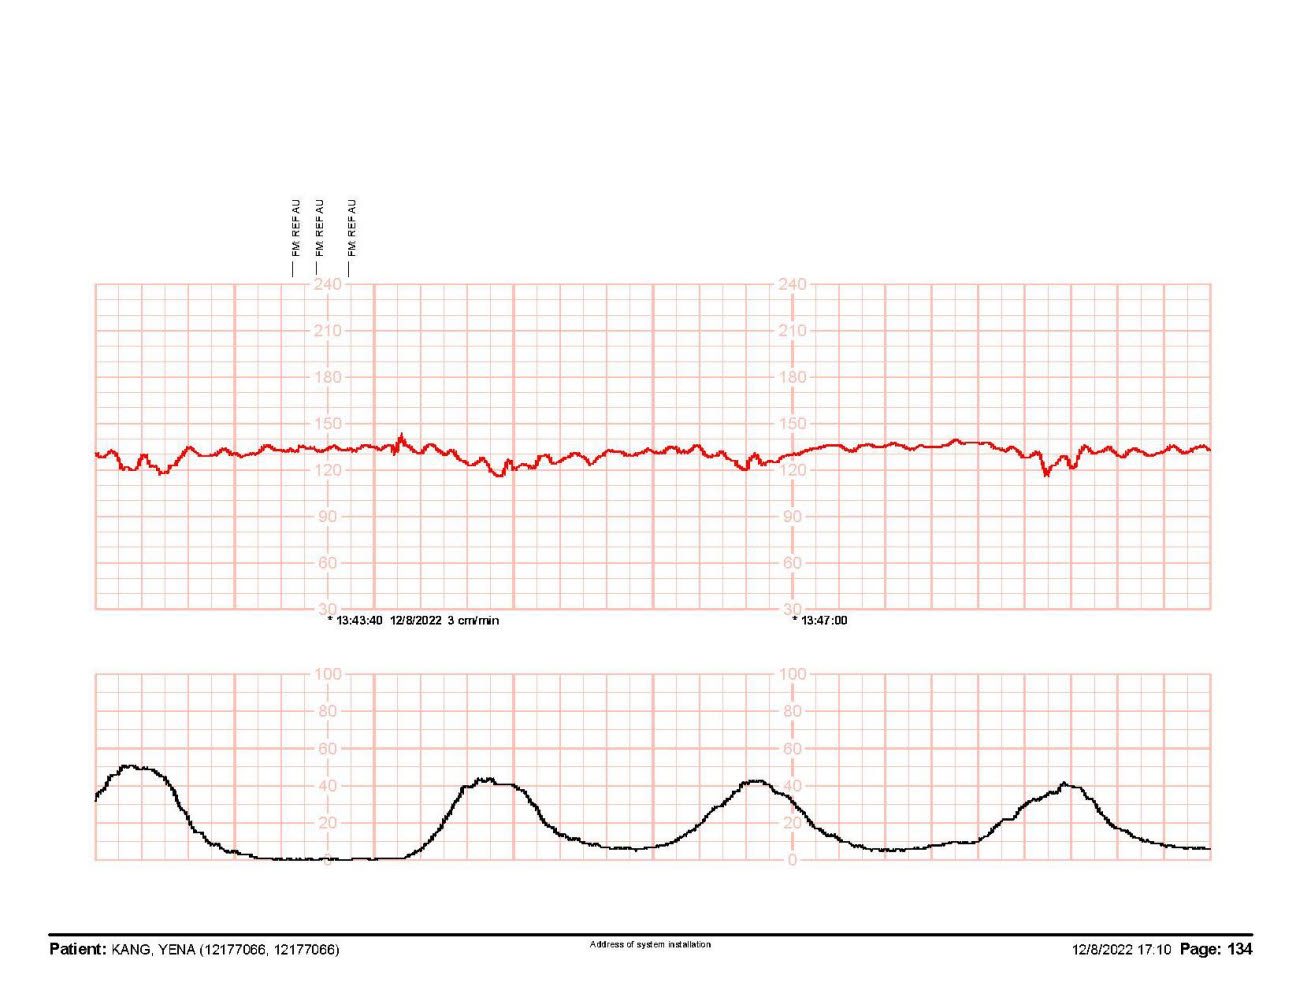 FM: REF AU
FM: REF AU
FM: REF AU
240 240
210 210
180 180
150 150
120 120
90 90
60 60
30 30
* 13:43:40 12/8/2022 3 cm/min * 13:47:00
100 100
80 80
60 60
40 40
20 20
0 0
Patient: KANG, YENA (12177066, 12177066) Address of system installation 12/8/2022 17:10 Page: 134